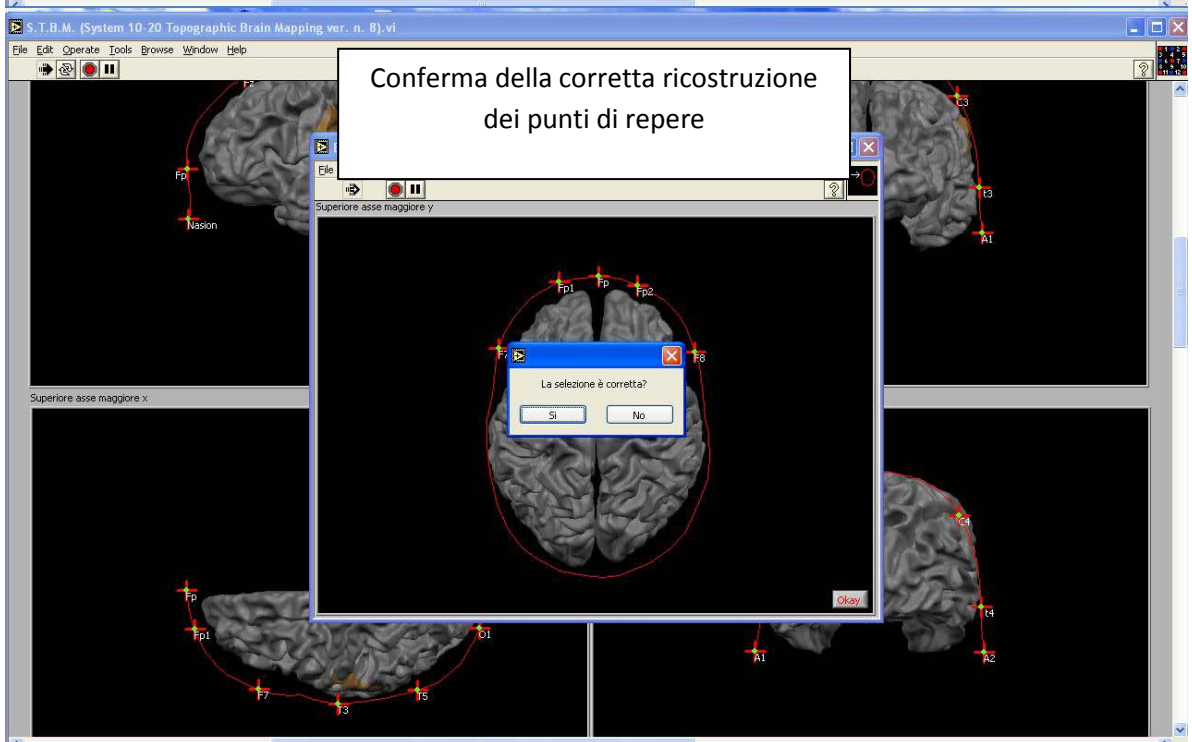 S.T.B.M. (System 10-20 Topographic Brain Mapping ver. n. 8).vi
File Edit Operate Tools Browse Window Help
Conferma della corretta ricostruzione
dei punti di repere
Fp
Nasion
C3
t3
A1
File
Superiore asse maggiore y
Fp1
Fp
Fp2
F7
F8
La selezione è corretta?
Sì
No
Okay
Superiore asse maggiore x
Fp
Fp1
F7
T3
T5
O1
C4
t4
A1
A2